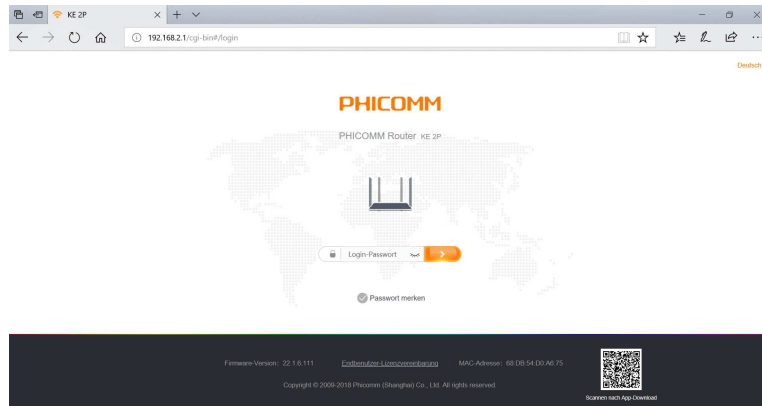 KE 2P
192.168.2.1/cgi-bin#/login
Deutsch
PHICOMM
PHICOMM Router KE 2P
Login-Passwort
Passwort merken
Firmware-Version: 22.1.6.111 Endbenutzer-Lizenzvereinbarung MAC-Adresse: 68:DB:54:D0:A6:75
Copyright © 2009-2018 Phicomm (Shanghai) Co., Ltd. All rights reserved.
Scannen nach App-Download